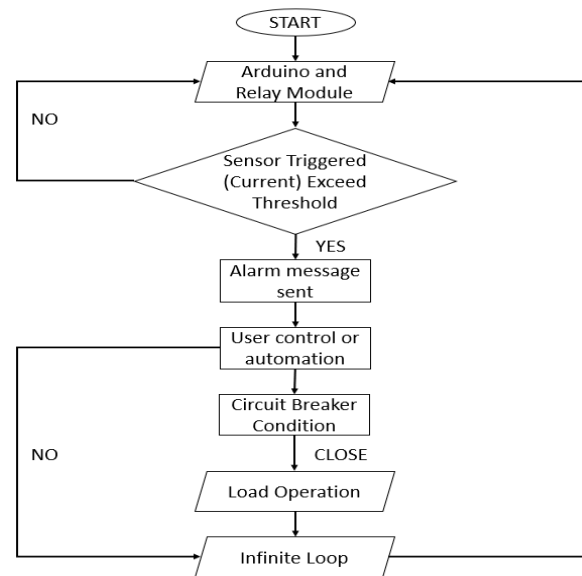 START
Arduino and
Relay Module
NO
Sensor Triggered
(Current) Exceed
Threshold
YES
Alarm message
sent
User control or
automation
Circuit Breaker
Condition
NO
CLOSE
Load Operation
Infinite Loop